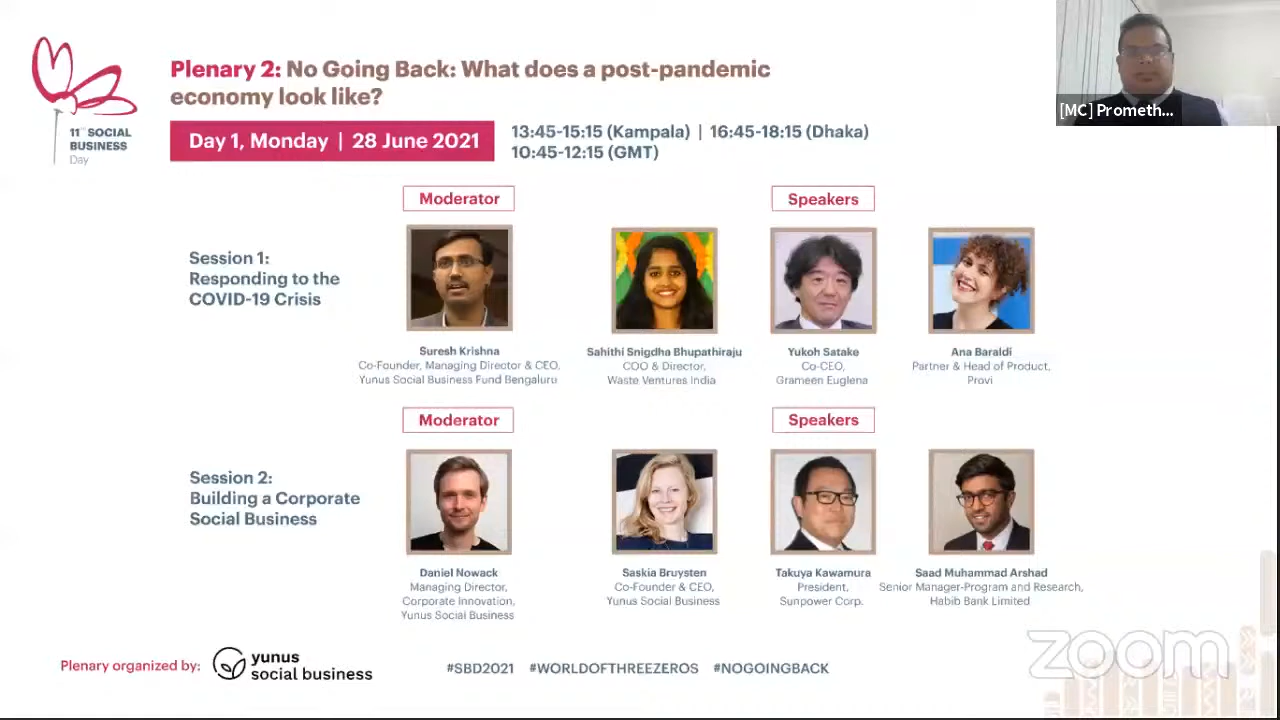 [MC] Prometh...
11th SOCIAL
BUSINESS
Day
Plenary 2: No Going Back: What does a post-pandemic
economy look like?
Day 1, Monday | 28 June 2021
13:45-15:15 (Kampala) | 16:45-18:15 (Dhaka)
10:45-12:15 (GMT)
Moderator
Speakers
Session 1:
Responding to the
COVID-19 Crisis
Suresh Krishna
Co-Founder, Managing Director & CEO,
Yunus Social Business Fund Bengaluru
Sahithi Snigdha Bhupathiraju
COO & Director,
Waste Ventures India
Yukoh Satake
Co-CEO,
Grameen Euglena
Ana Baraldi
Partner & Head of Product,
Provi
Moderator
Speakers
Session 2:
Building a Corporate
Social Business
Daniel Nowack
Managing Director,
Corporate Innovation,
Yunus Social Business
Saskia Bruysten
Co-Founder & CEO,
Yunus Social Business
Takuya Kawamura
President,
Sunpower Corp.
Saad Muhammad Arshad
Senior Manager-Program and Research,
Habib Bank Limited
Plenary organized by:
yunus
social business
#SBD2021 #WORLDOFTHREEZEROS #NOGOINGBACK
zoom